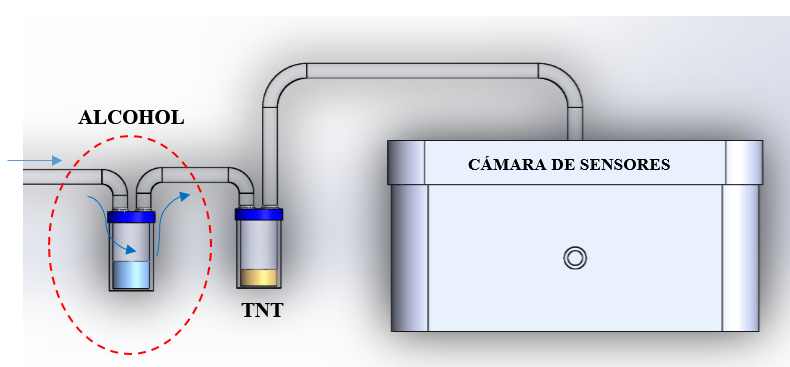 ALCOHOL
CÁMARA DE SENSORES
TNT